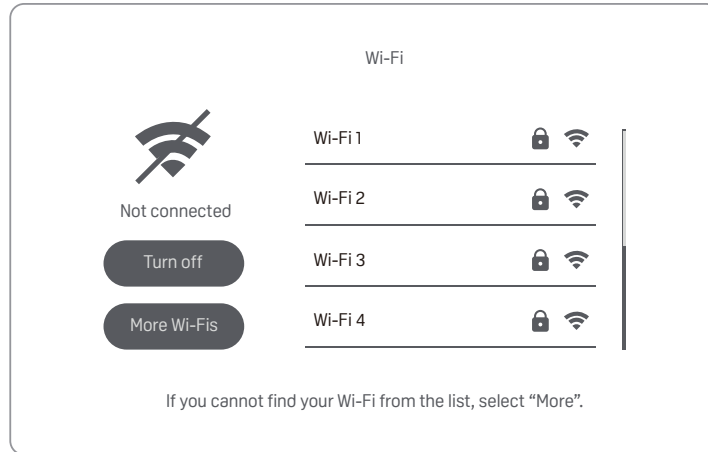 Wi-Fi
Not connected
Turn off
More Wi-Fis
Wi-Fi 1
Wi-Fi 2
Wi-Fi 3
Wi-Fi 4
If you cannot find your Wi-Fi from the list, select “More”.